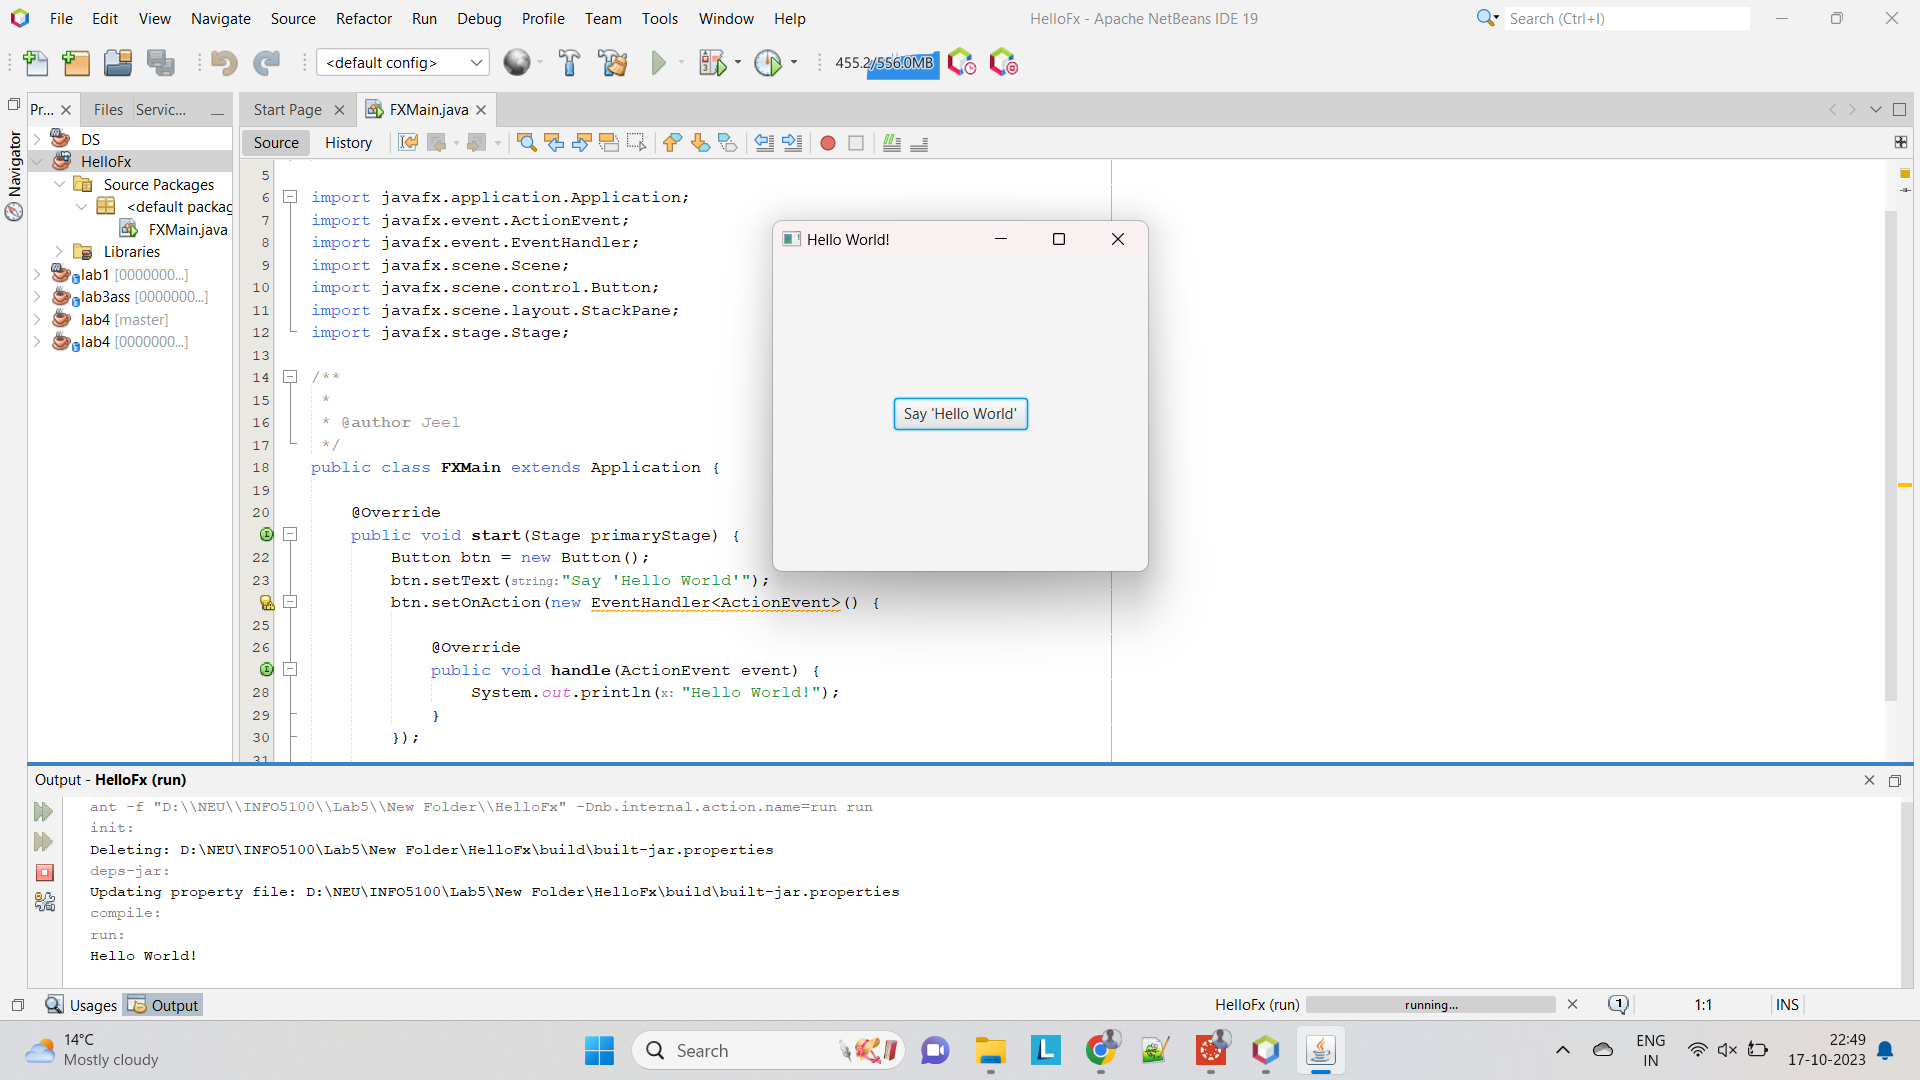 File Edit View Navigate Source Refactor Run Debug Profile Team Tools Window Help
HelloFx - Apache NetBeans IDE 19
Search (Ctrl+I)
<default config>
455.2/556.0MB
Pr...
Files
Servic...
Navigator
DS
HelloFx
Source Packages
<default packag
FXMain.java
Libraries
lab1 [0000000...]
lab3ass [0000000...]
lab4 [master]
lab4 [0000000...]
Start Page
FXMain.java
Source
History
5
6 import javafx.application.Application;
7 import javafx.event.ActionEvent;
8 import javafx.event.EventHandler;
9 import javafx.scene.Scene;
10 import javafx.scene.control.Button;
11 import javafx.scene.layout.StackPane;
12 import javafx.stage.Stage;
13
14 /**
15 *
16 * @author Jeel
17 */
18 public class FXMain extends Application {
19
20 @Override
public void start(Stage primaryStage) {
22 Button btn = new Button();
23 btn.setText(string:"Say 'Hello World'");
btn.setOnAction(new EventHandler<ActionEvent>() {
25
26 @Override
public void handle(ActionEvent event) {
28 System.out.println(x: "Hello World!");
29 }
30 });
31
Hello World!
Say 'Hello World'
Output - HelloFx (run)
ant -f "D:\\NEU\\INFO5100\\Lab5\\New Folder\\HelloFx" -Dnb.internal.action.name=run run
init:
Deleting: D:\NEU\INFO5100\Lab5\New Folder\HelloFx\build\built-jar.properties
deps-jar:
Updating property file: D:\NEU\INFO5100\Lab5\New Folder\HelloFx\build\built-jar.properties
compile:
run:
Hello World!
Usages
Output
HelloFx (run)
running...
1
1:1
INS
14°C
Mostly cloudy
Search
L
ENG
IN
22:49
17-10-2023